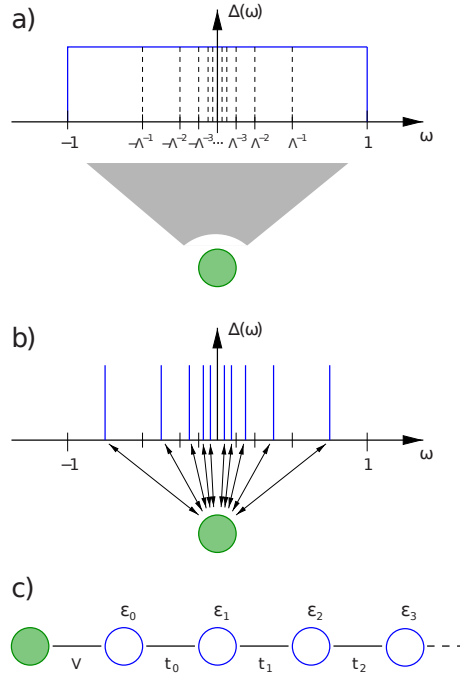 a)
Δ(ω)
−1 −Λ⁻¹ −Λ⁻² −Λ⁻³ ... Λ⁻³ Λ⁻² Λ⁻¹ 1 ω
b)
Δ(ω)
−1 1 ω
c)
ε₀ ε₁ ε₂ ε₃
V t₀ t₁ t₂